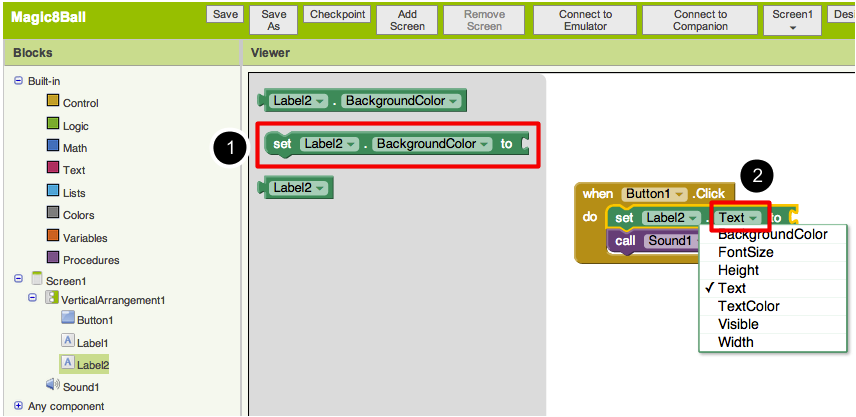 Magic8Ball
Save
Save As
Checkpoint
Add Screen
Remove Screen
Connect to Emulator
Connect to Companion
Screen1
Desi
Blocks
Viewer
Built-in
Control
Logic
Math
Text
Lists
Colors
Variables
Procedures
Screen1
VerticalArrangement1
Button1
Label1
Label2
Sound1
Any component
Label2 . BackgroundColor
1
set Label2 . BackgroundColor to
Label2
2
when Button1 .Click
do set Label2 . Text to
call Sound1
BackgroundColor
FontSize
Height
✓ Text
TextColor
Visible
Width